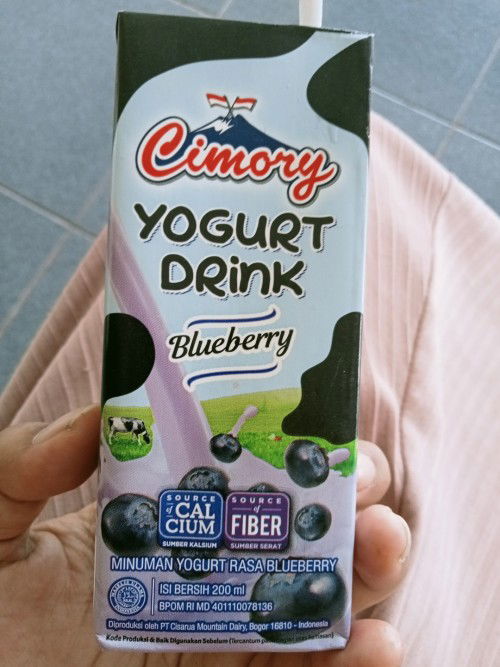 Cimory
YOGURT
DRINK
Blueberry
SOURCE of CALCIUM
SUMBER KALSIUM
SOURCE of FIBER
SUMBER SERAT
MINUMAN YOGURT RASA BLUEBERRY
ISI BERSIH 200 ml
BPOM RI MD 401110078136
Diproduksi oleh PT Cisarua Mountain Dairy, Bogor 16810 - Indonesia
Kode Produksi & Baik Digunakan Sebelum (Tercantum